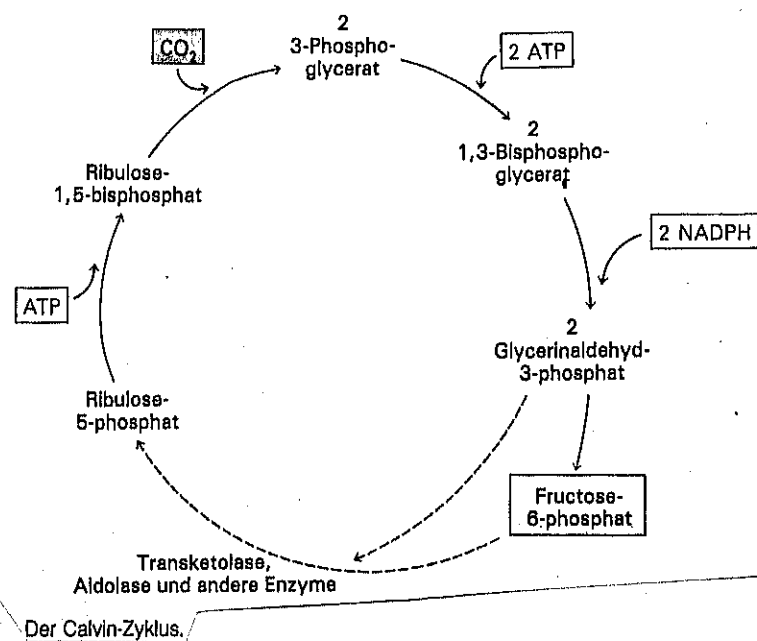 2
3-Phospho-
glycerat
CO₂
2 ATP
2
1,3-Bisphospho-
glycerat
2 NADPH
2
Glycerinaldehyd-
3-phosphat
Fructose-
6-phosphat
Transketolase,
Aldolase und andere Enzyme
Ribulose-
5-phosphat
ATP
Ribulose-
1,5-bisphosphat
Der Calvin-Zyklus.